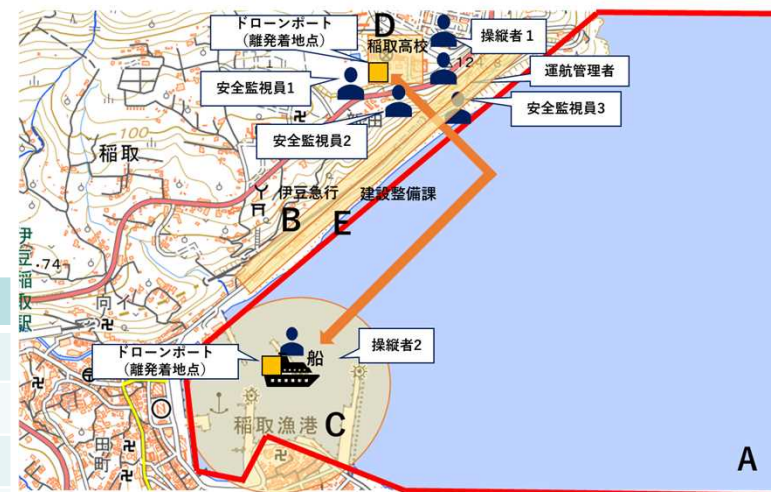 ドローンポート
(離発着地点)
D
稲取高校
操縦者1
運航管理者
安全監視員1
安全監視員3
安全監視員2
100
稲取
伊豆急行
建設整備課
B
E
伊豆稲取駅
74
向イ
ドローンポート
(離発着地点)
船
操縦者2
稲取漁港
C
田町
A